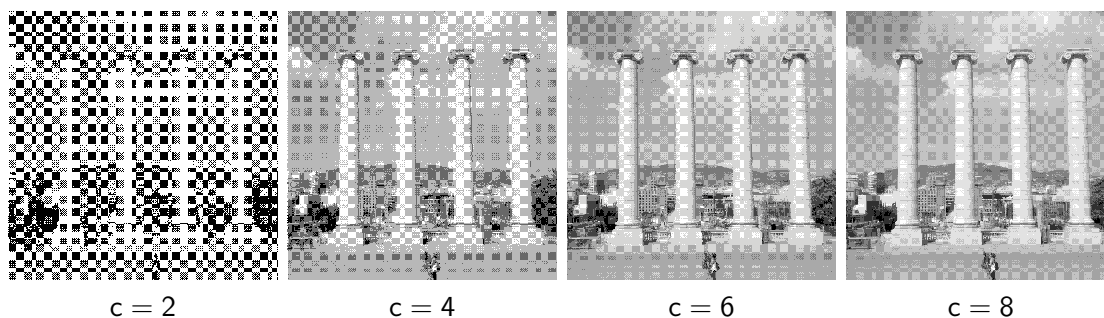 c = 2 c = 4 c = 6 c = 8